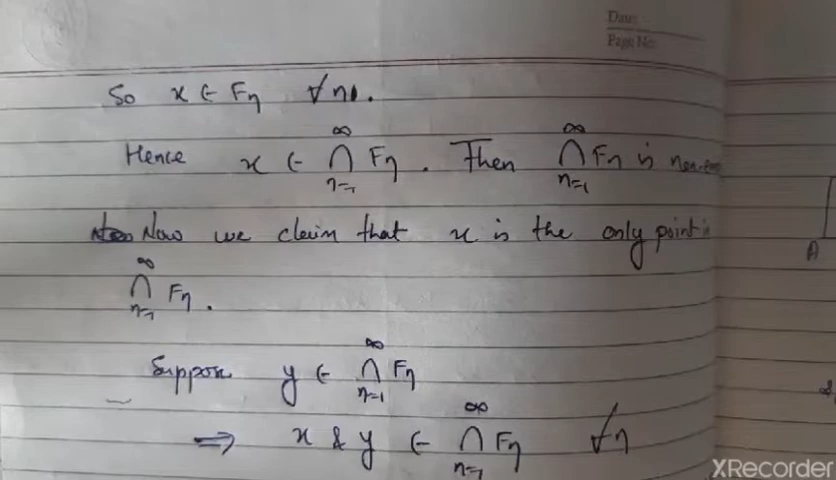 Date:
Page No:
So x ∈ Fn ∀ n.
Hence x ∈ ∞ ∩ n=1 Fn. Then ∞ ∩ n=1 Fn is non-
Now we claim that x is the only point in
∞ ∩ n=1 Fn.
Suppose y ∈ ∞ ∩ n=1 Fn
⇒ x & y ∈ ∞ ∩ n=1 Fn ∀ n
A
XRecorder